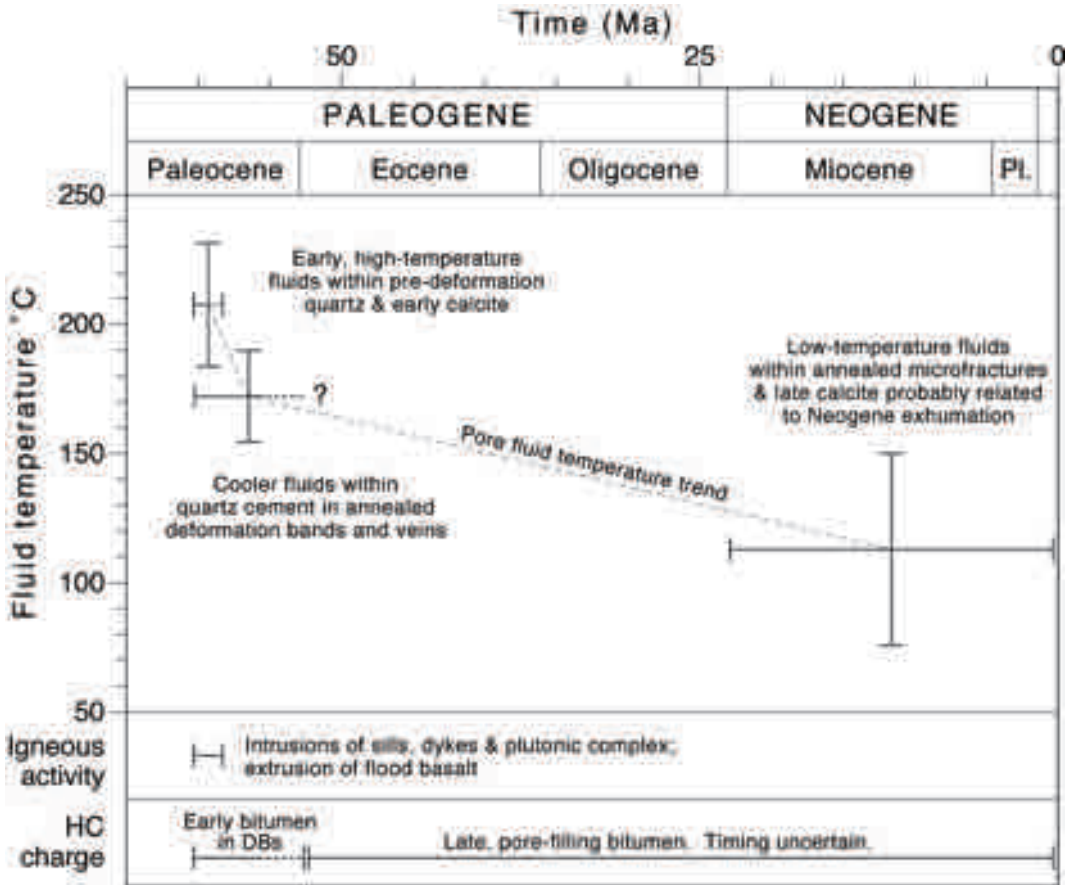 Time (Ma)
50 25 0
PALEOGENE NEOGENE
Paleocene Eocene Oligocene Miocene Pl.
250
200
150
100
50
Fluid temperature °C
Early, high-temperature
fluids within pre-deformation
quartz & early calcite
?
Cooler fluids within
quartz cement in annealed
deformation bands and veins
Pore fluid temperature trend
Low-temperature fluids
within annealed microfractures
& late calcite probably related
to Neogene exhumation
Igneous
activity
Intrusions of sills, dykes & plutonic complex;
extrusion of flood basalt
HC
charge
Early bitumen
in DBs
Late, pore-filling bitumen. Timing uncertain.